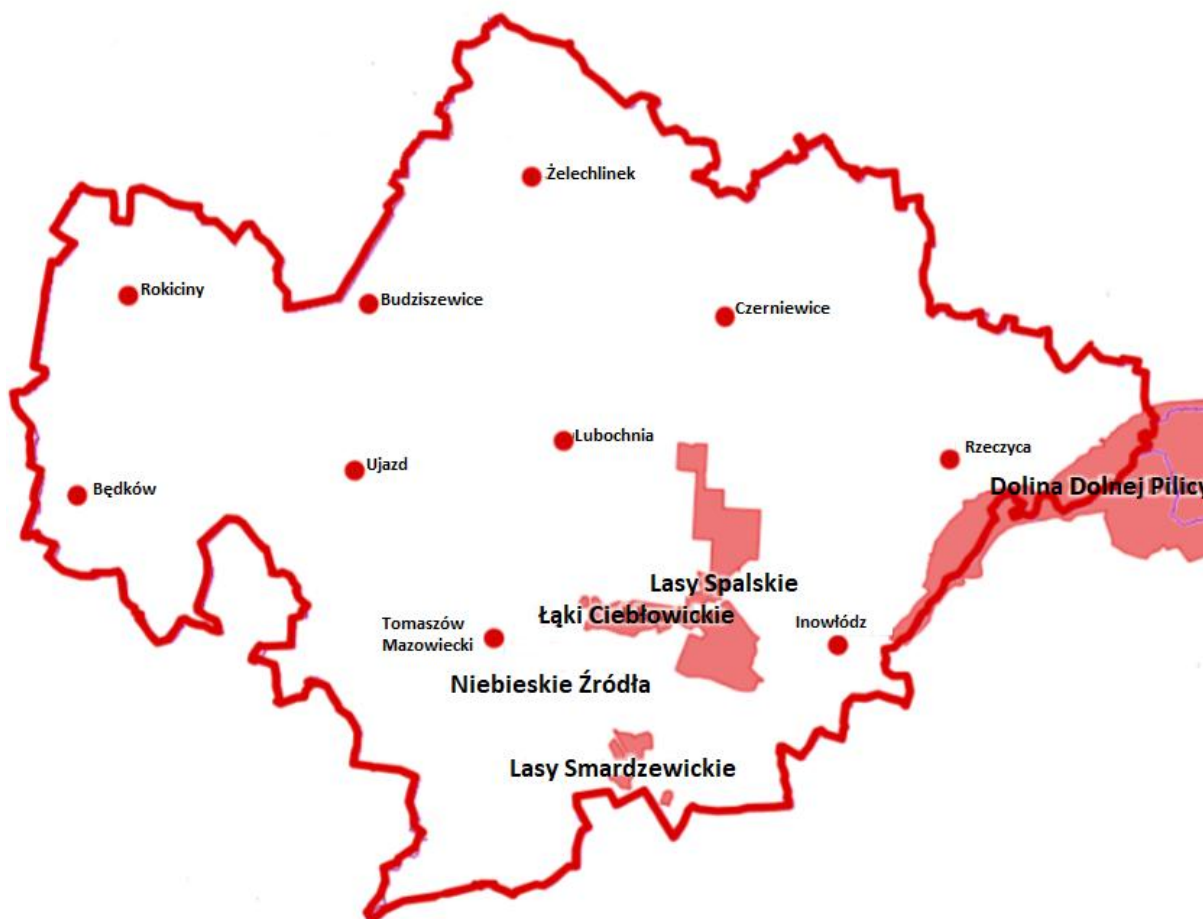 Żelechlinek
Rokiciny
Budziszewice
Czerniewice
Lubochnia
Rzeczyca
Ujazd
Będków
Dolina Dolnej Pilicy
Lasy Spalskie
Łąki Ciebłowickie
Inowłódz
Tomaszów
Mazowiecki
Niebieskie Źródła
Lasy Smardzewickie